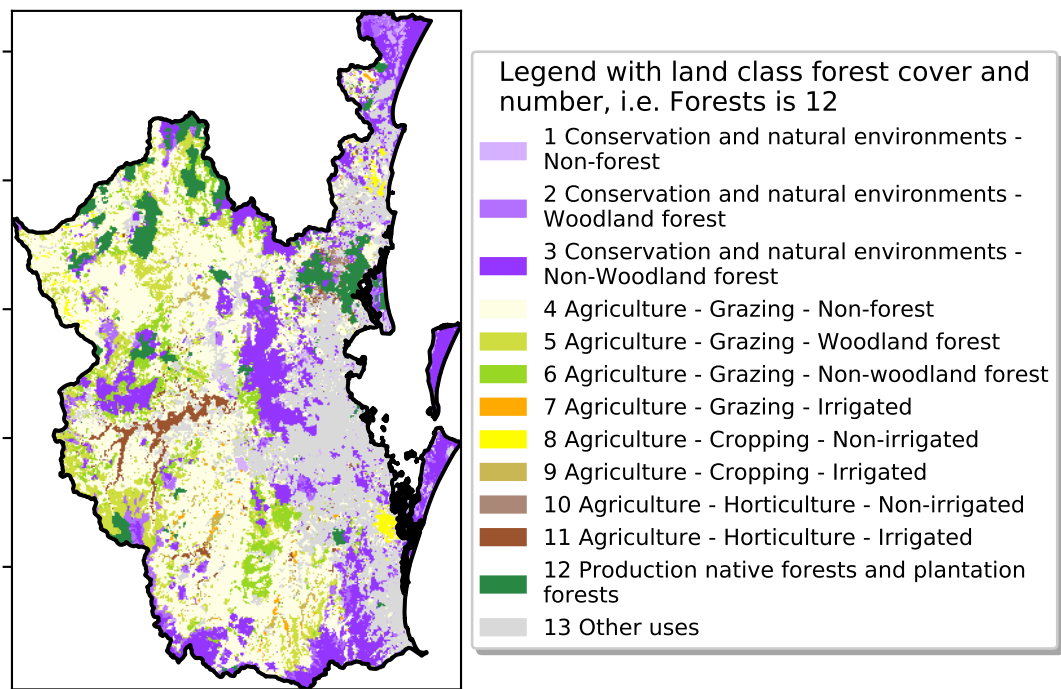 Legend with land class forest cover and
number, i.e. Forests is 12
1 Conservation and natural environments -
Non-forest
2 Conservation and natural environments -
Woodland forest
3 Conservation and natural environments -
Non-Woodland forest
4 Agriculture - Grazing - Non-forest
5 Agriculture - Grazing - Woodland forest
6 Agriculture - Grazing - Non-woodland forest
7 Agriculture - Grazing - Irrigated
8 Agriculture - Cropping - Non-irrigated
9 Agriculture - Cropping - Irrigated
10 Agriculture - Horticulture - Non-irrigated
11 Agriculture - Horticulture - Irrigated
12 Production native forests and plantation
forests
13 Other uses